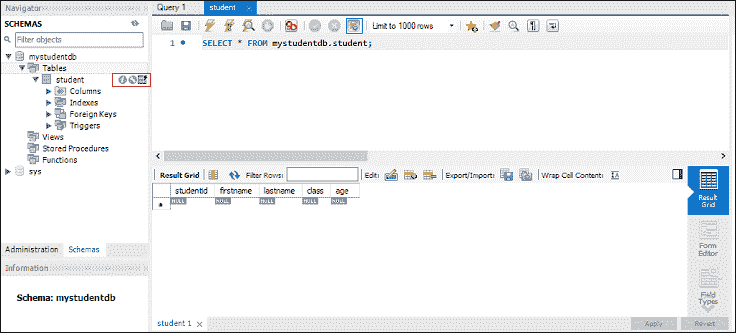 Navigator
Query 1
student
SCHEMAS
Filter objects
Limit to 1000 rows
1
SELECT * FROM mystudentdb.student;
mystudentdb
Tables
student
Columns
Indexes
Foreign Keys
Triggers
Views
Stored Procedures
Functions
sys
Result Grid
Filter Rows:
Edit:
Export/Import:
Wrap Cell Content:
studentid firstname lastname class age
NULL NULL NULL NULL NULL
Result
Grid
Form
Editor
Field
Types
Administration Schemas
Information
Schema: mystudentdb
student 1
Apply
Revert